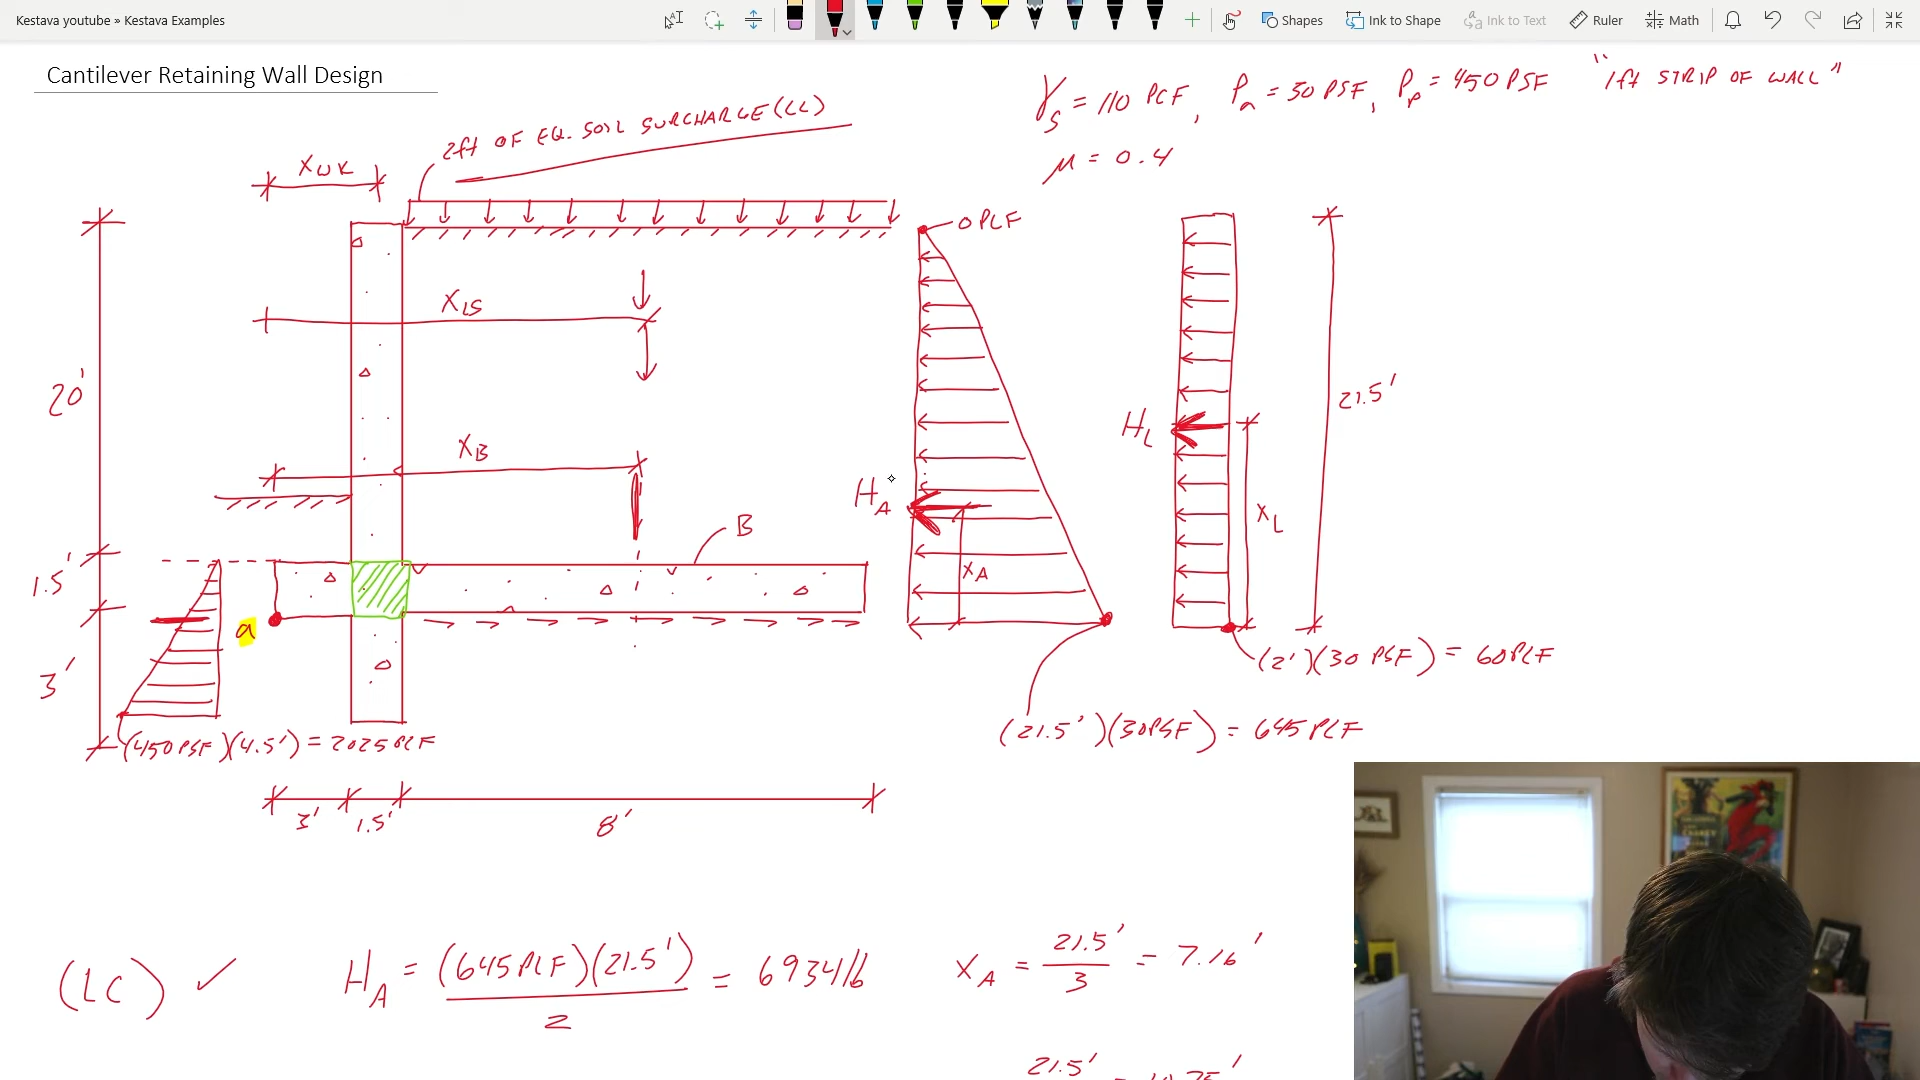 Kestava youtube » Kestava Examples
Shapes
Ink to Shape
Ink to Text
Ruler
Math
Cantilever Retaining Wall Design
γs = 110 PCF, Pa = 30 PSF, Pp = 450 PSF "1ft STRIP OF WALL"
μ = 0.4
2ft OF EQ. SOIL SURCHARGE (LL)
XWK
0 PLF
XLS
20'
21.5'
HL
XB
HA
XL
B
XA
1.5'
a
3'
(2')(30 PSF) = 60PLF
(21.5')(30PSF) = 645 PLF
(450 PSF)(4.5') = 2025 PLF
3'
1.5'
8'
(LC) ✓
HA = (645 PLF)(21.5') / 2 = 6934 lb
XA = 21.5' / 3 = 7.16'
21.5'